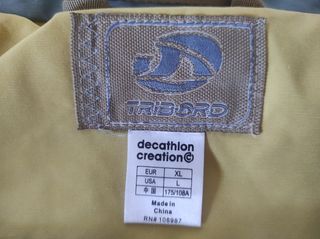 TRIBORD
decathlon
creation©
EUR XL
USA L
中国 175/108A
Made in
China
RN# 106987